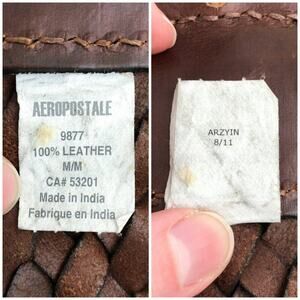 AEROPOSTALE
9877
100% LEATHER
M/M
CA# 53201
Made in India
Fabrique en India
ARZYIN
8/11